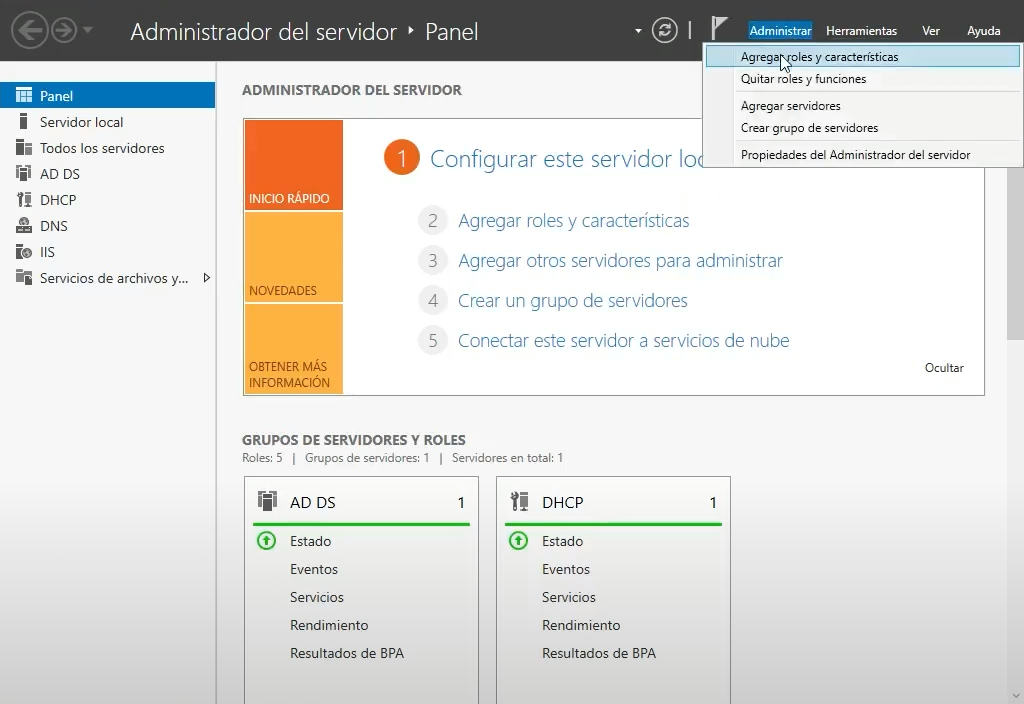 Administrador del servidor ‣ Panel
Administrar Herramientas Ver Ayuda
Agregar roles y características
Quitar roles y funciones
Agregar servidores
Crear grupo de servidores
Propiedades del Administrador del servidor
Panel
Servidor local
Todos los servidores
AD DS
DHCP
DNS
IIS
Servicios de archivos y...
ADMINISTRADOR DEL SERVIDOR
INICIO RÁPIDO
NOVEDADES
OBTENER MÁS
INFORMACIÓN
1 Configurar este servidor loc
2 Agregar roles y características
3 Agregar otros servidores para administrar
4 Crear un grupo de servidores
5 Conectar este servidor a servicios de nube
Ocultar
GRUPOS DE SERVIDORES Y ROLES
Roles: 5 | Grupos de servidores: 1 | Servidores en total: 1
AD DS 1
Estado
Eventos
Servicios
Rendimiento
Resultados de BPA
DHCP 1
Estado
Eventos
Servicios
Rendimiento
Resultados de BPA